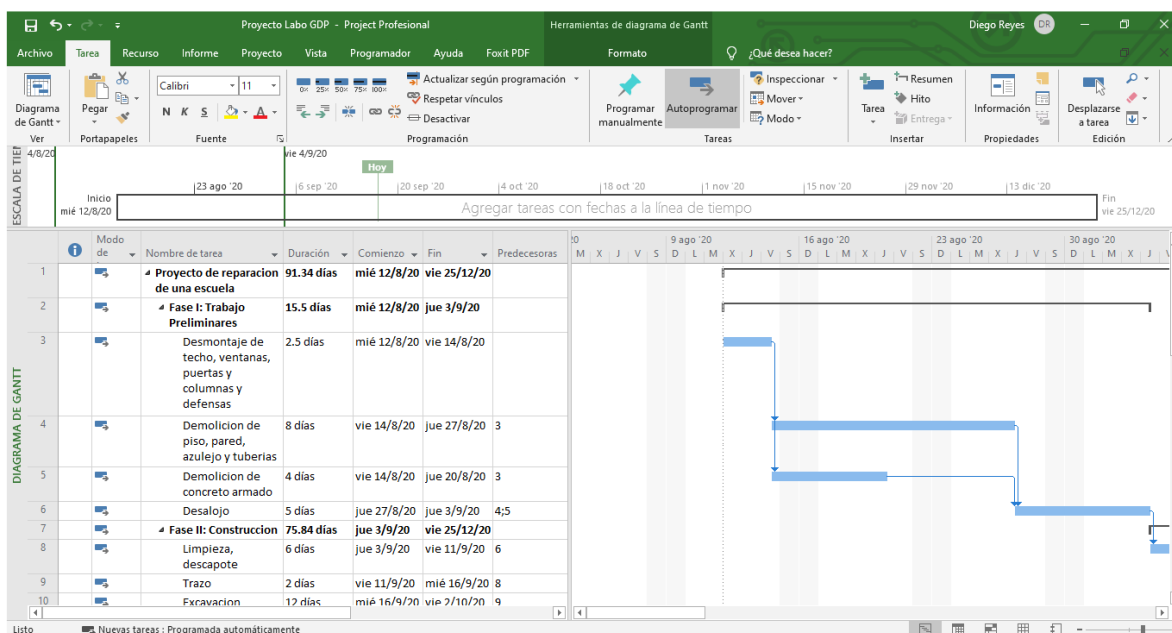 Proyecto Labo GDP - Project Profesional
Herramientas de diagrama de Gantt
Diego Reyes
DR
Archivo Tarea Recurso Informe Proyecto Vista Programador Ayuda Foxit PDF Formato ¿Qué desea hacer?
Diagrama de Gantt
Ver
Pegar
Portapapeles
Calibri 11
N K S A
Fuente
0% 25% 50% 75% 100%
Actualizar según programación
Respetar vínculos
Desactivar
Programación
Programar manualmente
Autoprogramar
Inspeccionar
Mover
Modo
Tareas
Tarea
Resumen
Hito
Entrega
Insertar
Información
Propiedades
Desplazarse a tarea
Edición
4/8/20
vie 4/9/20
Hoy
23 ago '20 6 sep '20 20 sep '20 4 oct '20 18 oct '20 1 nov '20 15 nov '20 29 nov '20 13 dic '20
Inicio
mié 12/8/20
Agregar tareas con fechas a la línea de tiempo
Fin
vie 25/12/20
DIAGRAMA DE GANTT
Modo de
Nombre de tarea Duración Comienzo Fin Predecesoras
9 ago '20 16 ago '20 23 ago '20 30 ago '20
M X J V S D L M X J V S D L M X J V S D L M X J V S D L M X J
1 Proyecto de reparacion de una escuela 91.34 días mié 12/8/20 vie 25/12/20
2 Fase I: Trabajo Preliminares 15.5 días mié 12/8/20 jue 3/9/20
3 Desmontaje de techo, ventanas, puertas y columnas y defensas 2.5 días mié 12/8/20 vie 14/8/20
4 Demolicion de piso, pared, azulejo y tuberias 8 días vie 14/8/20 jue 27/8/20 3
5 Demolicion de concreto armado 4 días vie 14/8/20 jue 20/8/20 3
6 Desalojo 5 días jue 27/8/20 jue 3/9/20 4;5
7 Fase II: Construccion 75.84 días jue 3/9/20 vie 25/12/20
8 Limpieza, descapote 6 días jue 3/9/20 vie 11/9/20 6
9 Trazo 2 días vie 11/9/20 mié 16/9/20 8
10 Excavacion 12 días mié 16/9/20 vie 2/10/20 9
Listo Nuevas tareas : Programada automáticamente